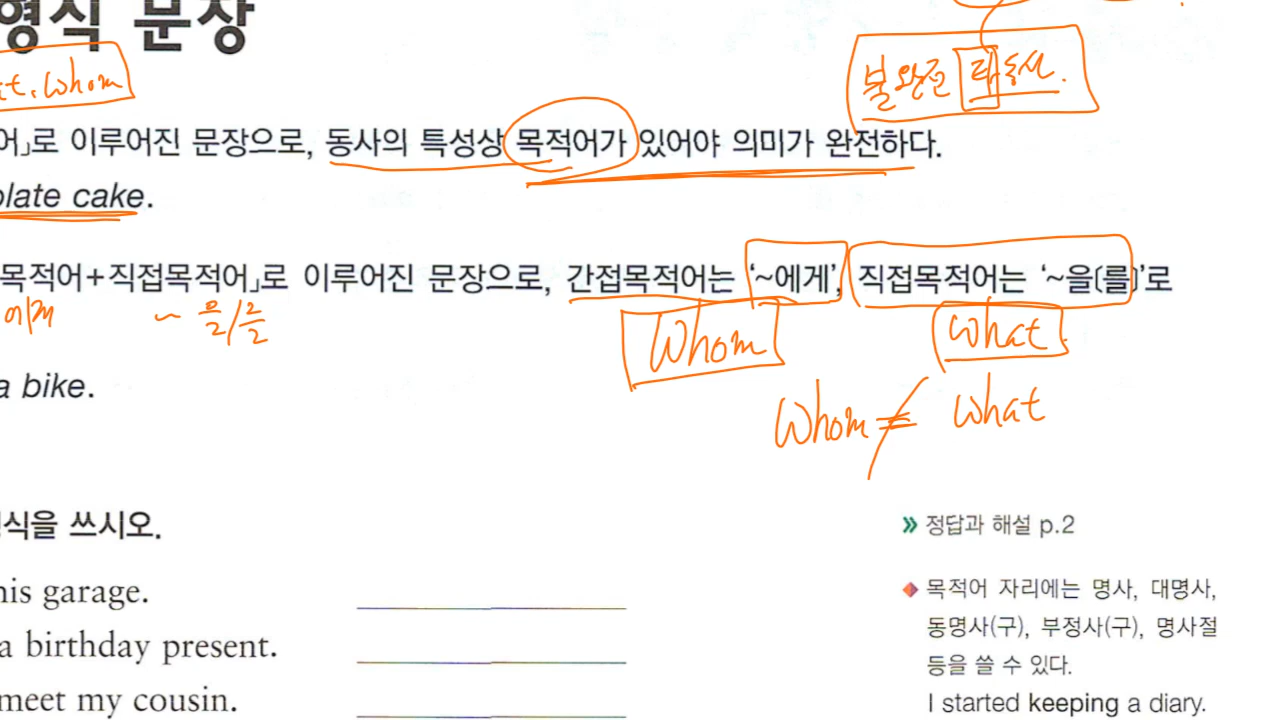 형식 문장
t, whom
불완전 타동사.
어」로 이루어진 문장으로, 동사의 특성상 목적어가 있어야 의미가 완전하다.
olate cake.
목적어+직접목적어」로 이루어진 문장으로, 간접목적어는 '~에게', 직접목적어는 '~을(를)'로
에게 ~ 을/를
Whom what
a bike.
Whom ≠ what
식을 쓰시오.
» 정답과 해설 p.2
his garage.
◆ 목적어 자리에는 명사, 대명사,
동명사(구), 부정사(구), 명사절
a birthday present.
등을 쓸 수 있다.
meet my cousin.
I started keeping a diary.